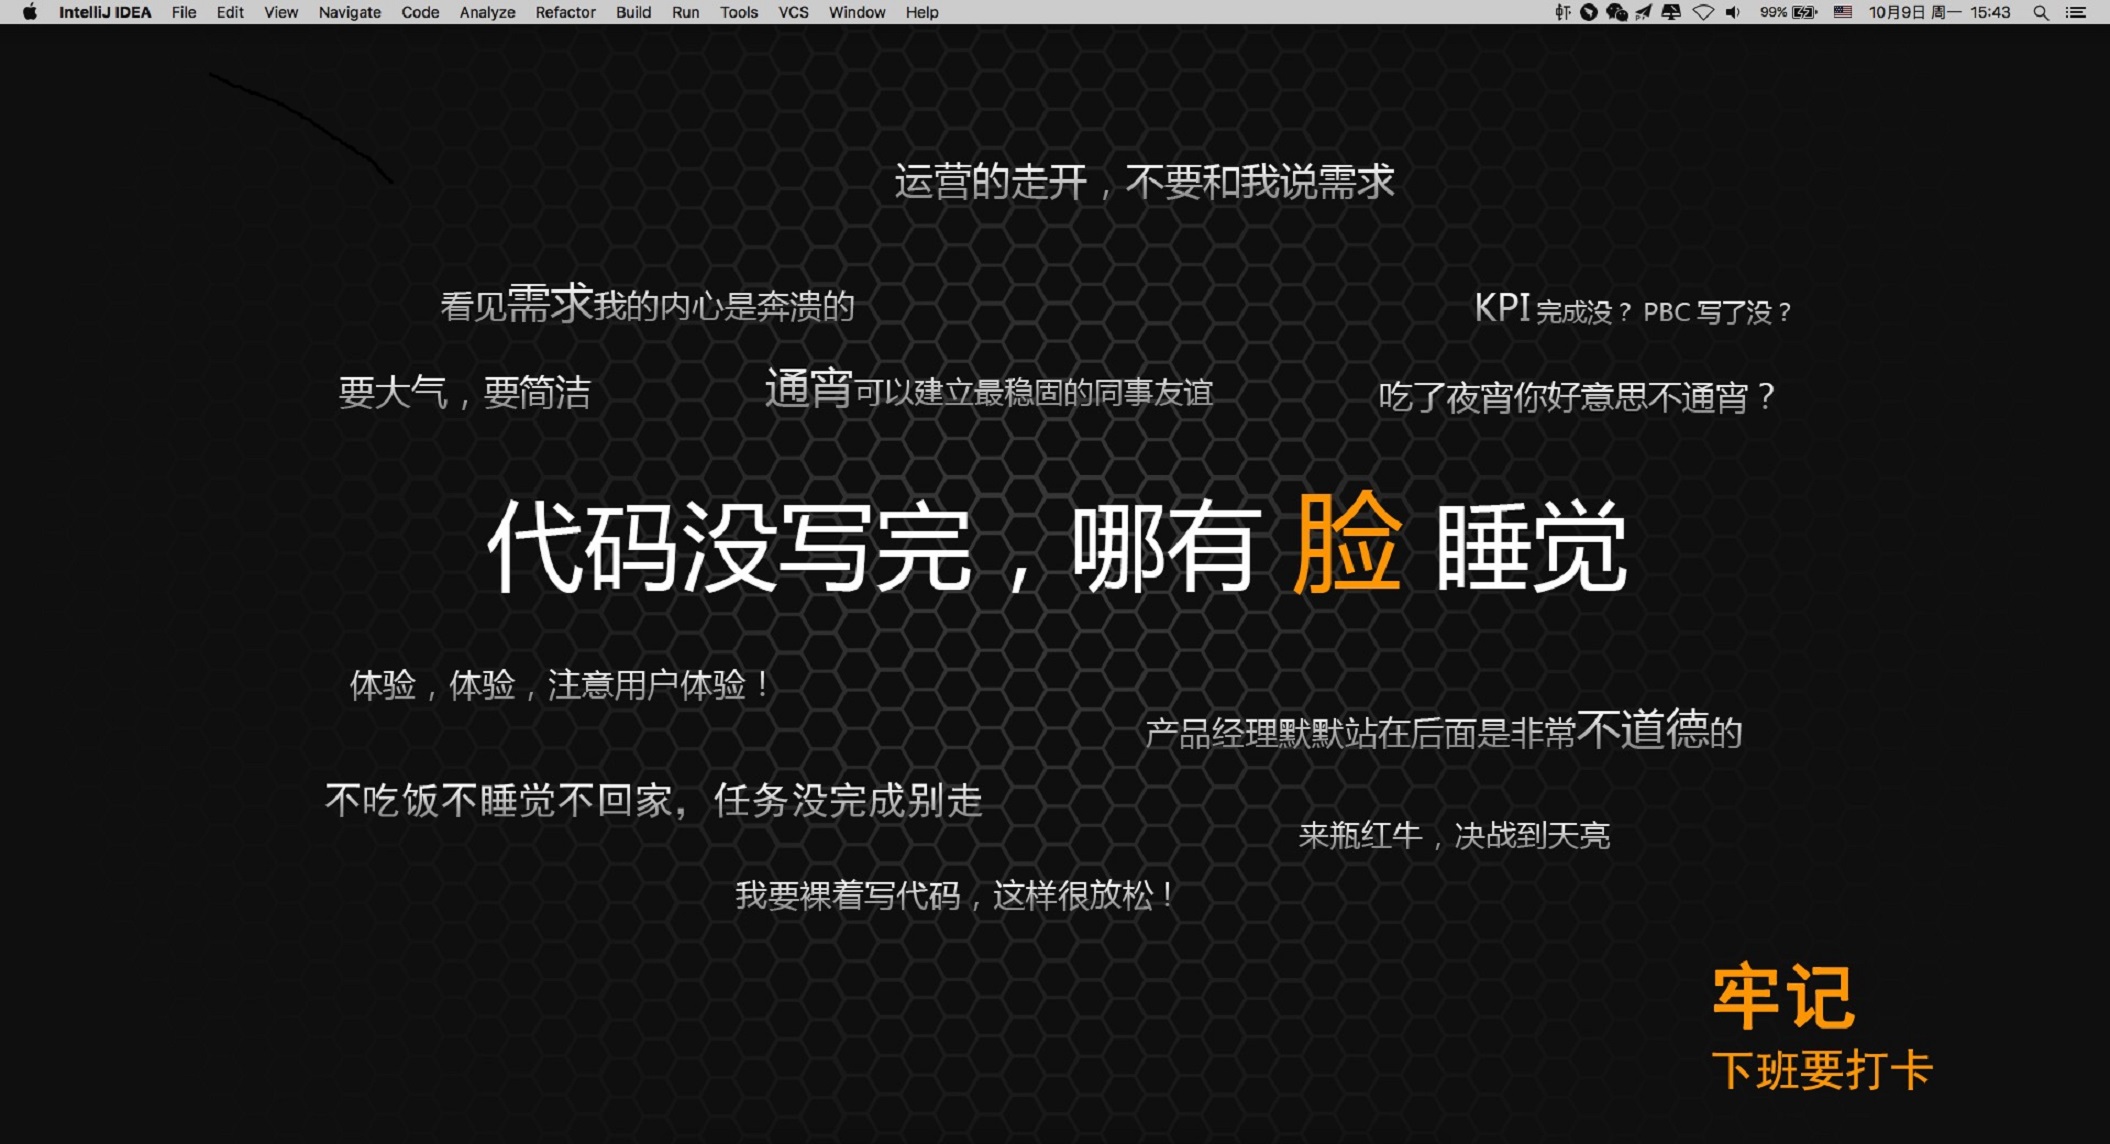 IntelliJ IDEA File Edit View Navigate Code Analyze Refactor Build Run Tools VCS Window Help 99% 10月9日 周一 15:43
运营的走开，不要和我说需求
看见需求我的内心是奔溃的
KPI 完成没？ PBC 写了没？
要大气，要简洁
通宵可以建立最稳固的同事友谊
吃了夜宵你好意思不通宵？
代码没写完，哪有 脸 睡觉
体验，体验，注意用户体验！
产品经理默默站在后面是非常不道德的
不吃饭不睡觉不回家，任务没完成别走
来瓶红牛，决战到天亮
我要裸着写代码，这样很放松！
牢记
下班要打卡